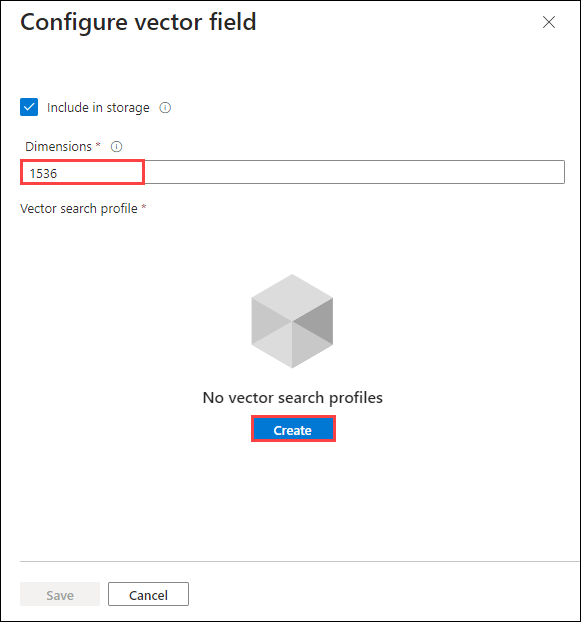 Configure vector field
Include in storage
Dimensions *
1536
Vector search profile *
No vector search profiles
Create
Save
Cancel